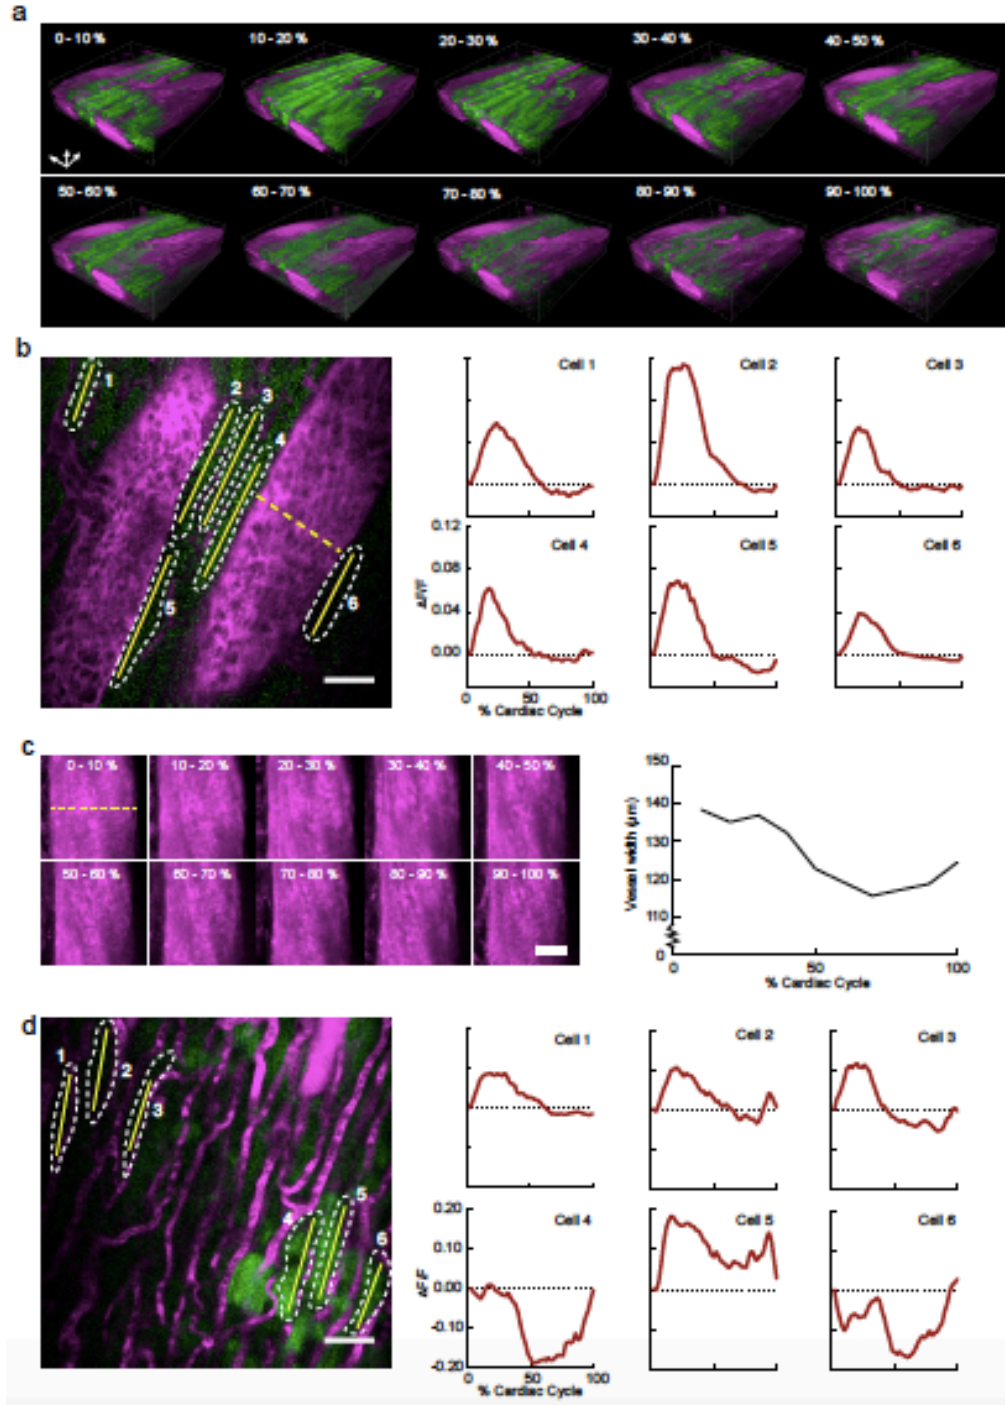 a
0 - 10 %
10 - 20 %
20 - 30 %
30 - 40 %
40 - 50 %
50 - 60 %
60 - 70 %
70 - 80 %
80 - 90 %
90 - 100 %
b
1
2
3
4
5
6
Cell 1
Cell 2
Cell 3
0.12
0.08
0.04
0.00
ΔF/F
Cell 4
Cell 5
Cell 6
0 50 100
% Cardiac Cycle
c
0 - 10 %
10 - 20 %
20 - 30 %
30 - 40 %
40 - 50 %
50 - 60 %
60 - 70 %
70 - 80 %
80 - 90 %
90 - 100 %
150
140
130
120
110
0
Vessel width (μm)
0 50 100
% Cardiac Cycle
d
1
2
3
4
5
6
Cell 1
Cell 2
Cell 3
0.20
0.10
0.00
-0.10
-0.20
ΔF/F
Cell 4
Cell 5
Cell 6
0 50 100
% Cardiac Cycle